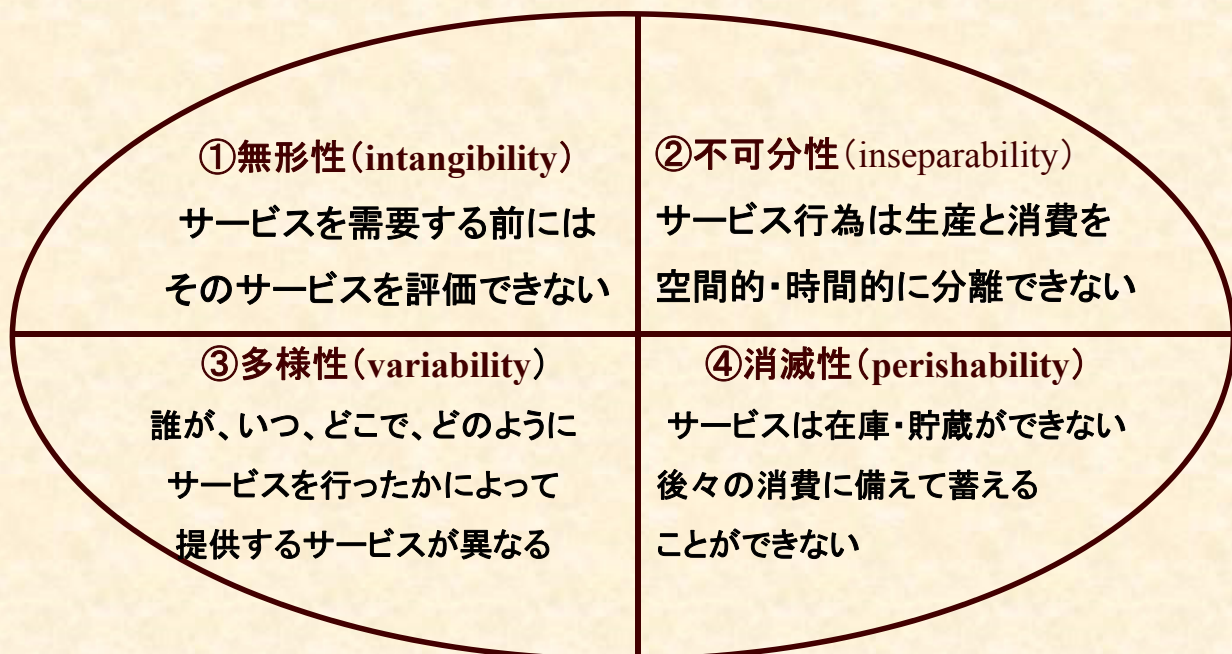 ①無形性(intangibility)
サービスを需要する前には
そのサービスを評価できない
②不可分性(inseparability)
サービス行為は生産と消費を
空間的・時間的に分離できない
③多様性(variability)
誰が、いつ、どこで、どのように
サービスを行ったかによって
提供するサービスが異なる
④消滅性(perishability)
サービスは在庫・貯蔵ができない
後々の消費に備えて蓄える
ことができない